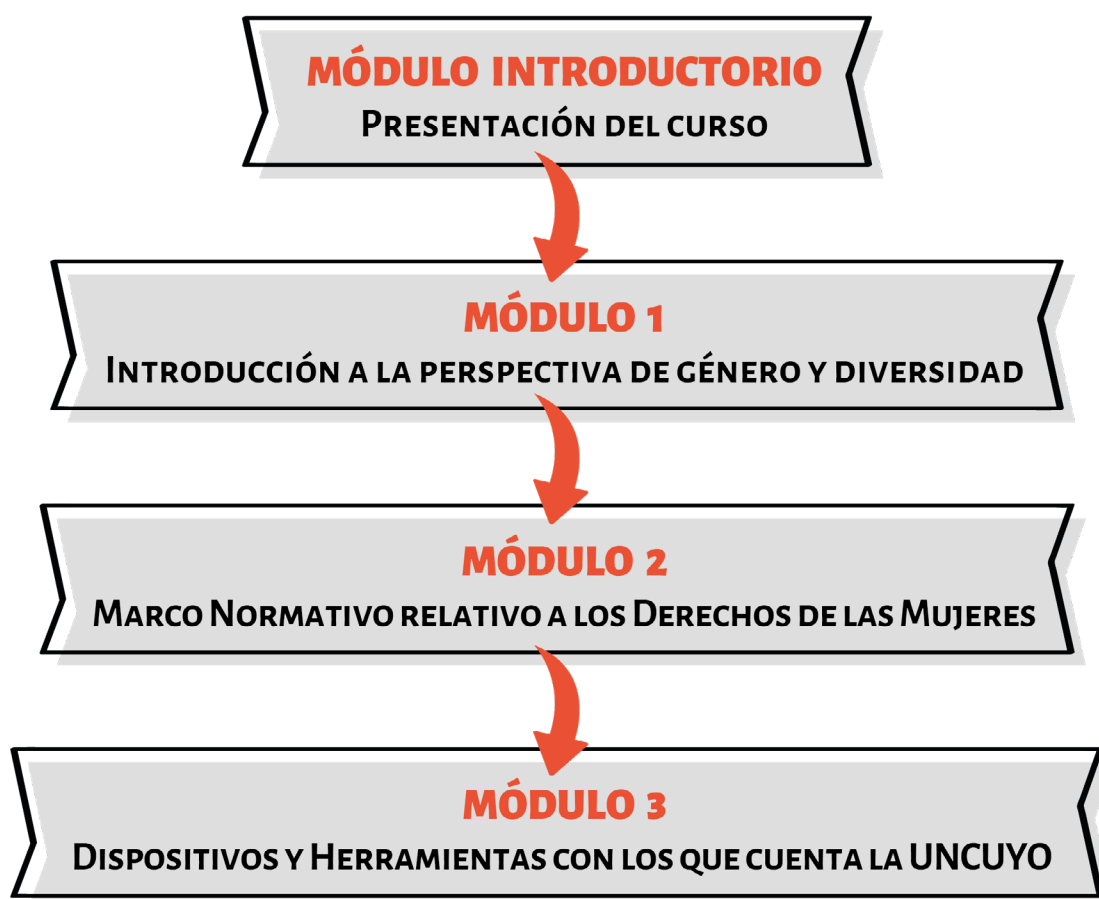 MÓDULO INTRODUCTORIO
Presentación del curso
MÓDULO 1
Introducción a la perspectiva de género y diversidad
MÓDULO 2
Marco Normativo relativo a los Derechos de las Mujeres
MÓDULO 3
Dispositivos y Herramientas con los que cuenta la UNCUYO